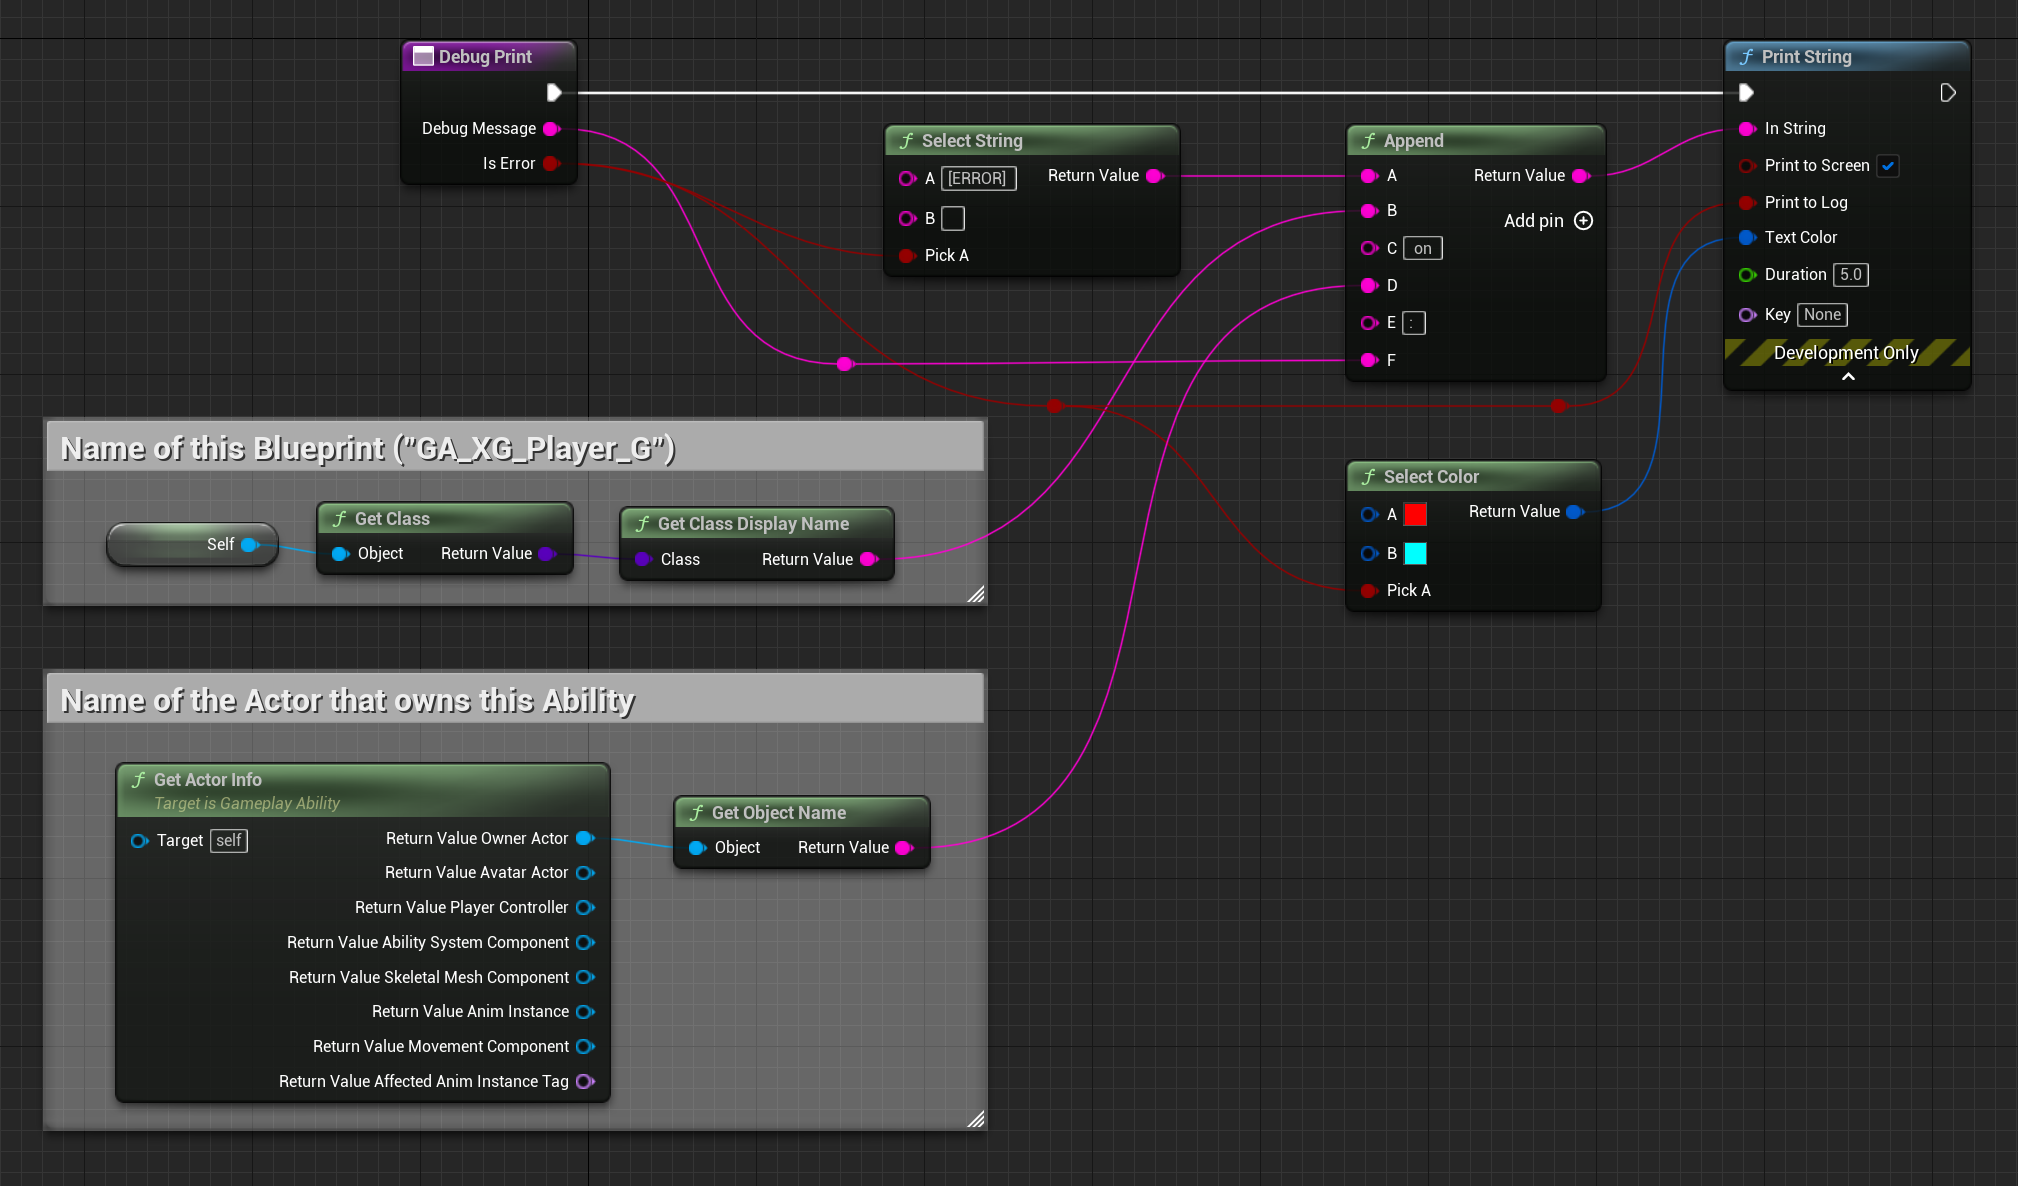 Debug Print
Debug Message
Is Error
Select String
A [ERROR]
Return Value
B
Pick A
Append
A
Return Value
B
Add pin
C on
D
E :
F
Print String
In String
Print to Screen
Print to Log
Text Color
Duration 5.0
Key None
Development Only
Name of this Blueprint ("GA_XG_Player_G")
Self
Get Class
Object
Return Value
Get Class Display Name
Class
Return Value
Select Color
A
Return Value
B
Pick A
Name of the Actor that owns this Ability
Get Actor Info
Target is Gameplay Ability
Target self
Return Value Owner Actor
Return Value Avatar Actor
Return Value Player Controller
Return Value Ability System Component
Return Value Skeletal Mesh Component
Return Value Anim Instance
Return Value Movement Component
Return Value Affected Anim Instance Tag
Get Object Name
Object
Return Value